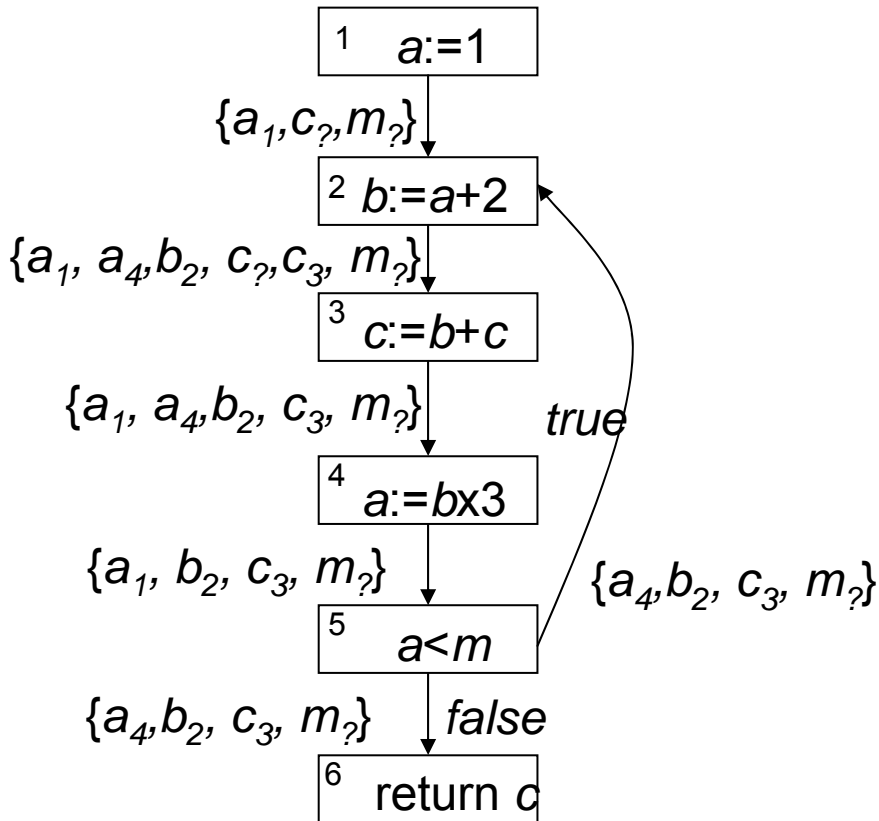 1 a:=1
{a₁,c?,m?}
2 b:=a+2
{a₁, a₄,b₂, c?,c₃, m?}
3 c:=b+c
{a₁, a₄,b₂, c₃, m?}
true
4 a:=bx3
{a₁, b₂, c₃, m?}
{a₄,b₂, c₃, m?}
5 a<m
{a₄,b₂, c₃, m?}
false
6 return c